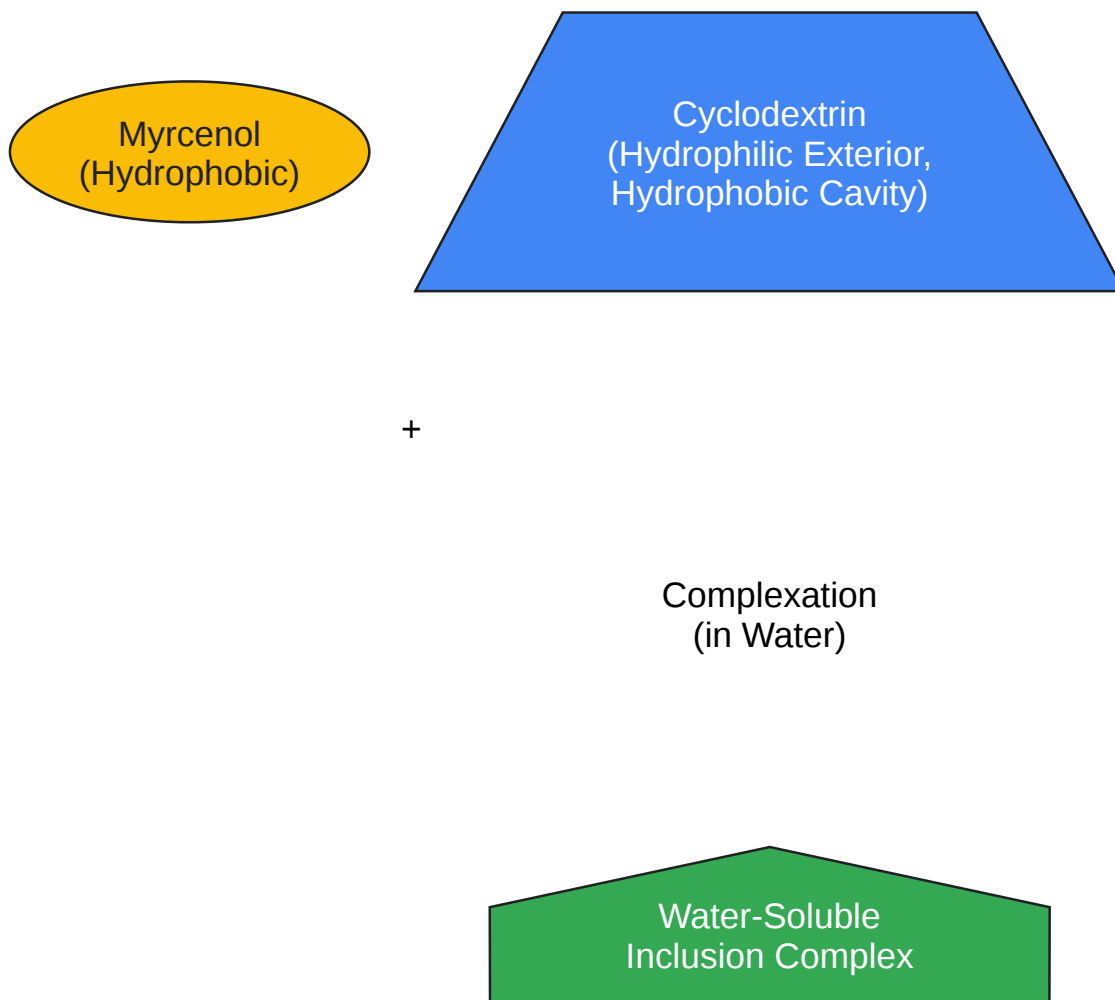 Myrcenol
(Hydrophobic)
Cyclodextrin
(Hydrophilic Exterior,
Hydrophobic Cavity)
+
Complexation
(in Water)
Water-Soluble
Inclusion Complex